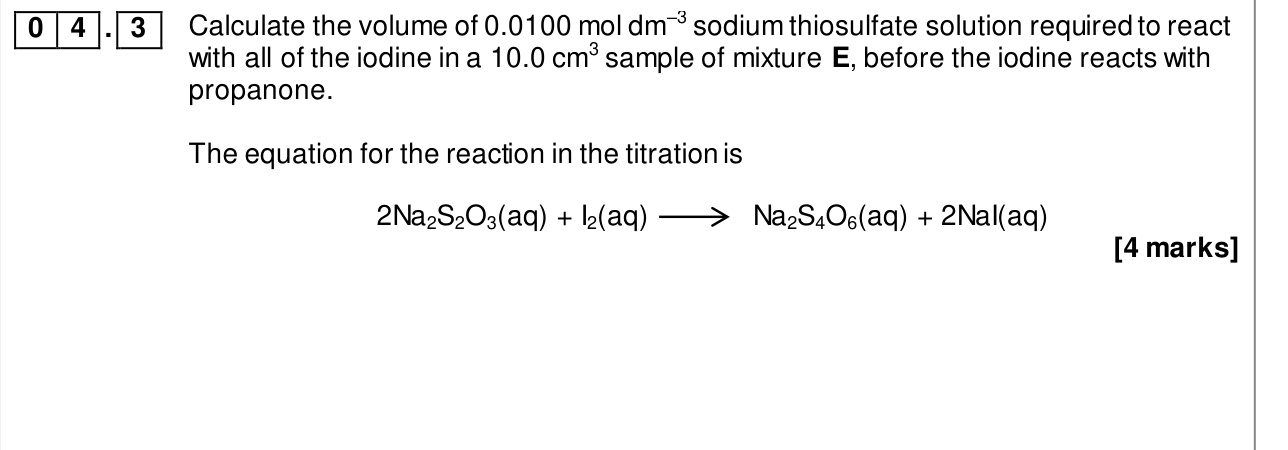 0 4 . 3 Calculate the volume of 0.0100 mol dm⁻³ sodium thiosulfate solution required to react
with all of the iodine in a 10.0 cm³ sample of mixture E, before the iodine reacts with
propanone.
The equation for the reaction in the titration is
2Na₂S₂O₃(aq) + I₂(aq) ⟶ Na₂S₄O₆(aq) + 2NaI(aq)
[4 marks]